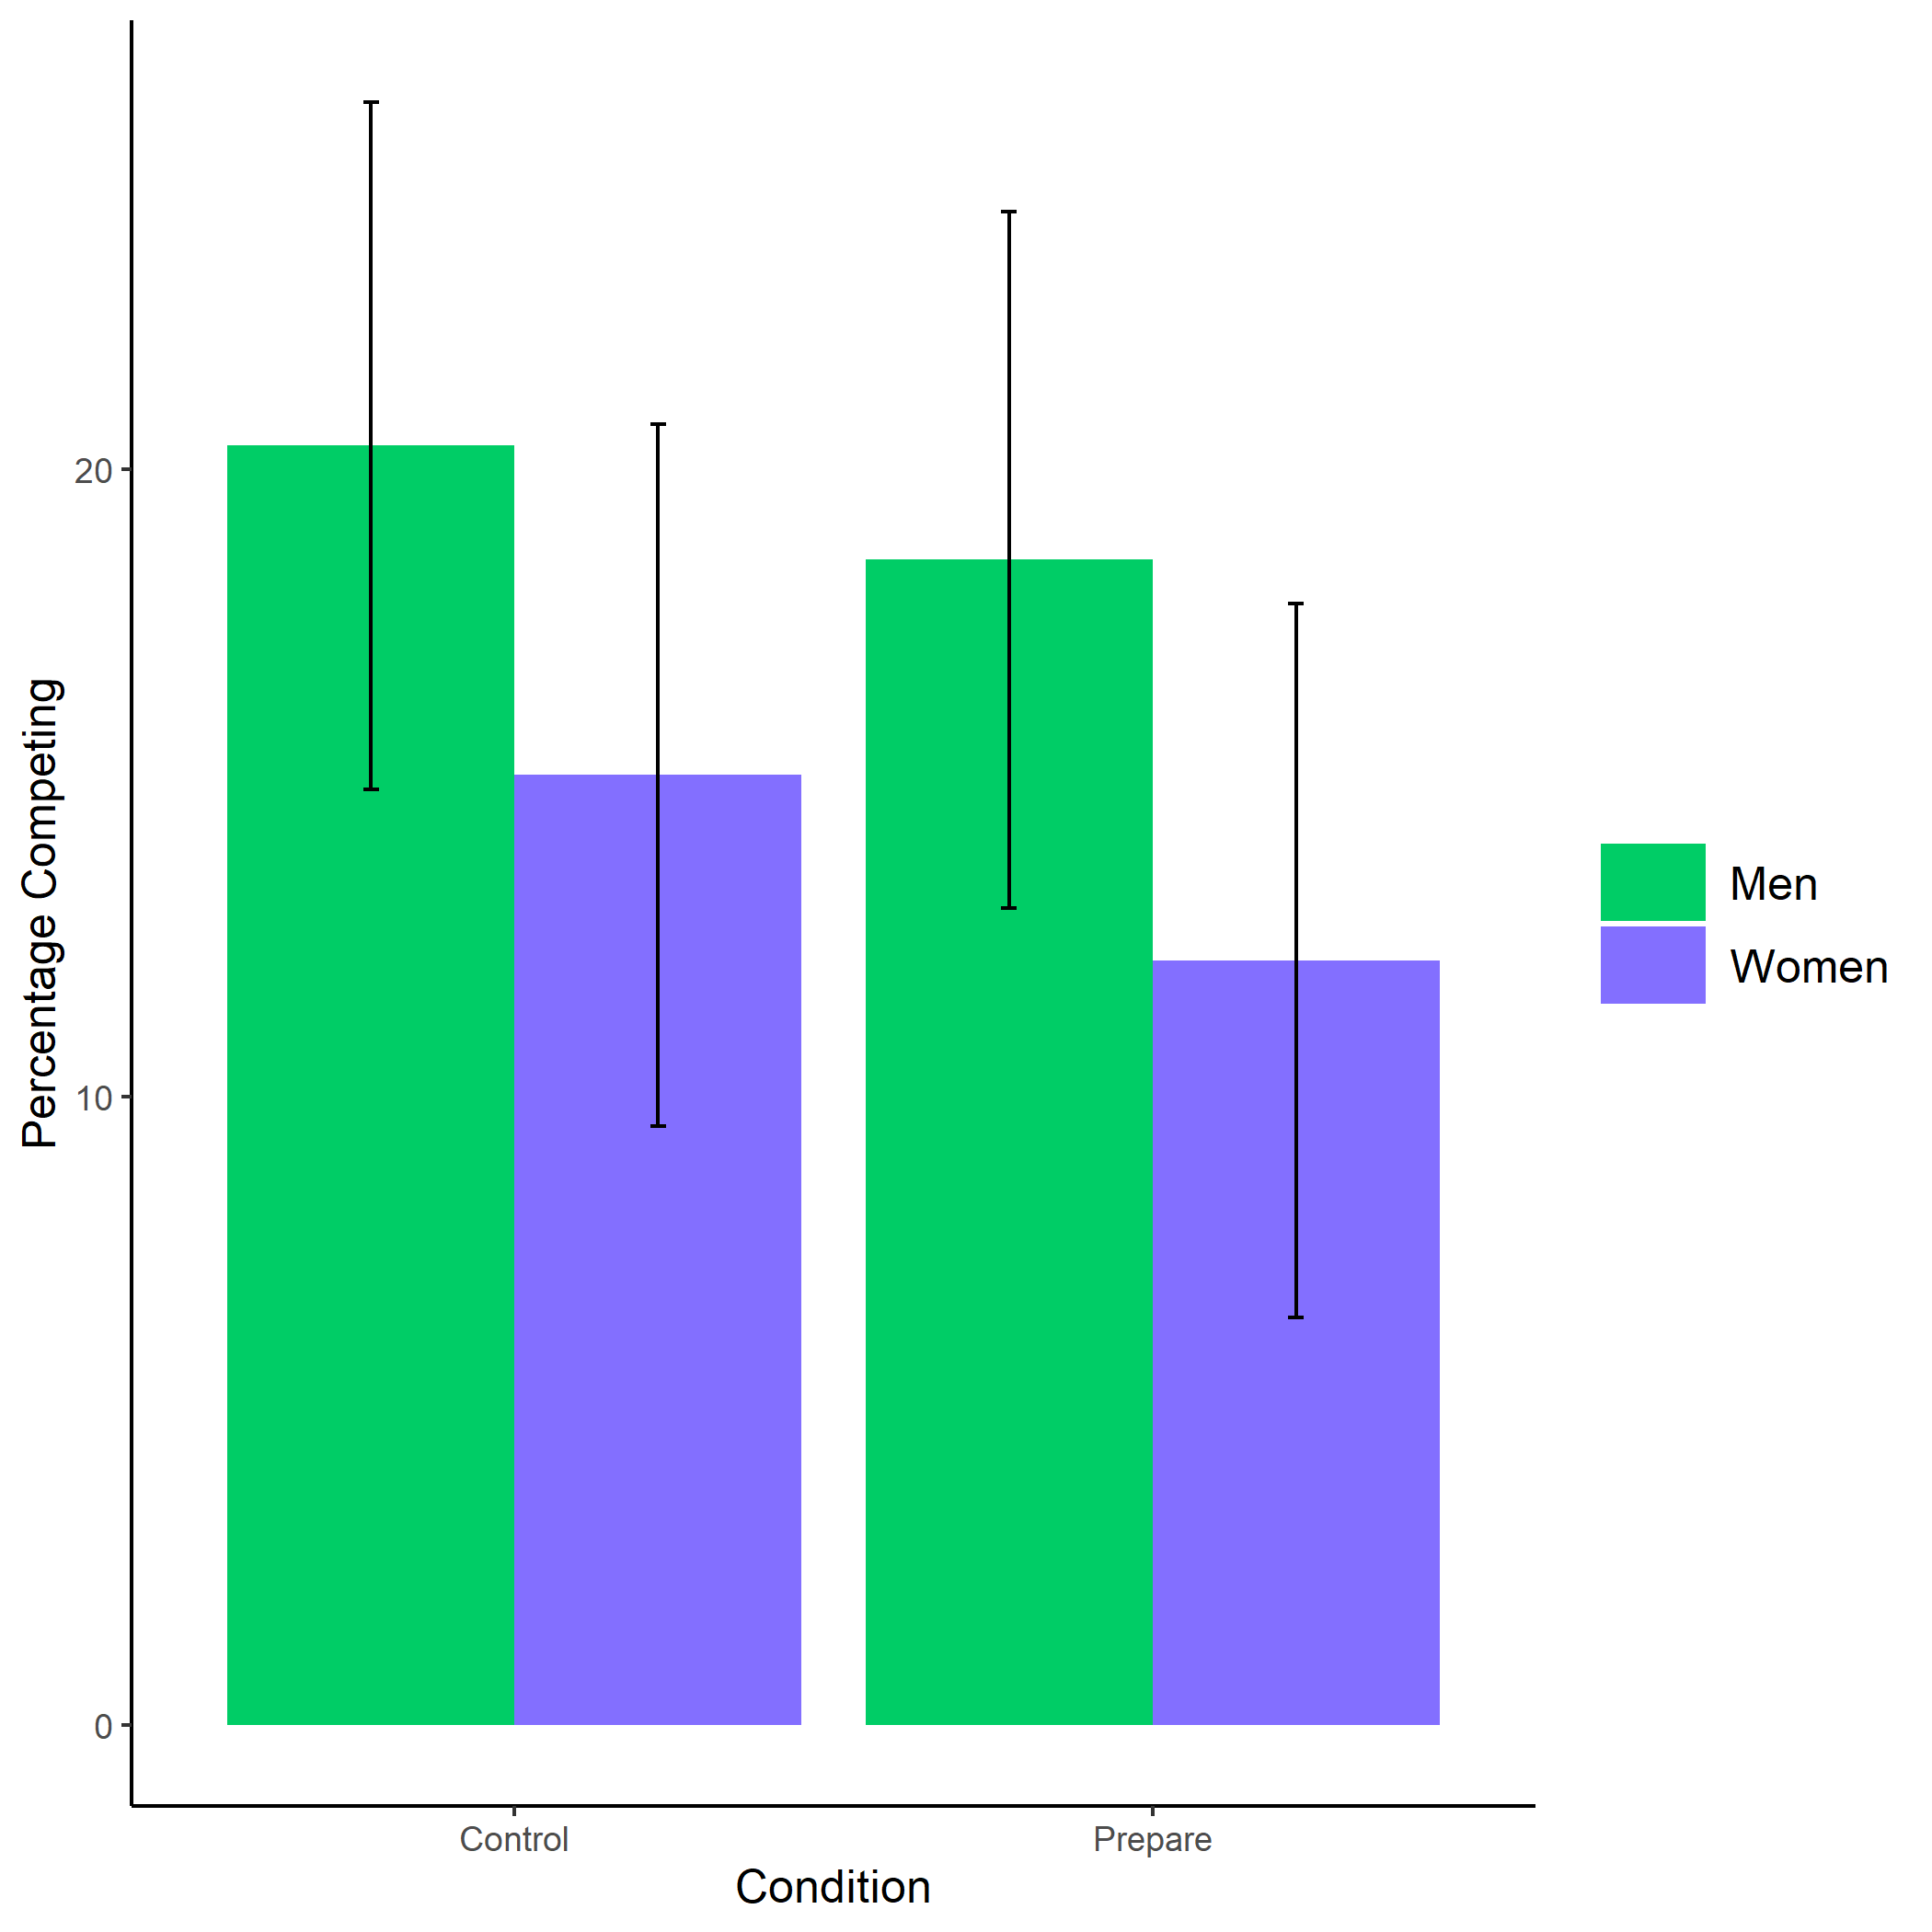 Percentage Competing
20
10
0
Control
Prepare
Condition
Men
Women